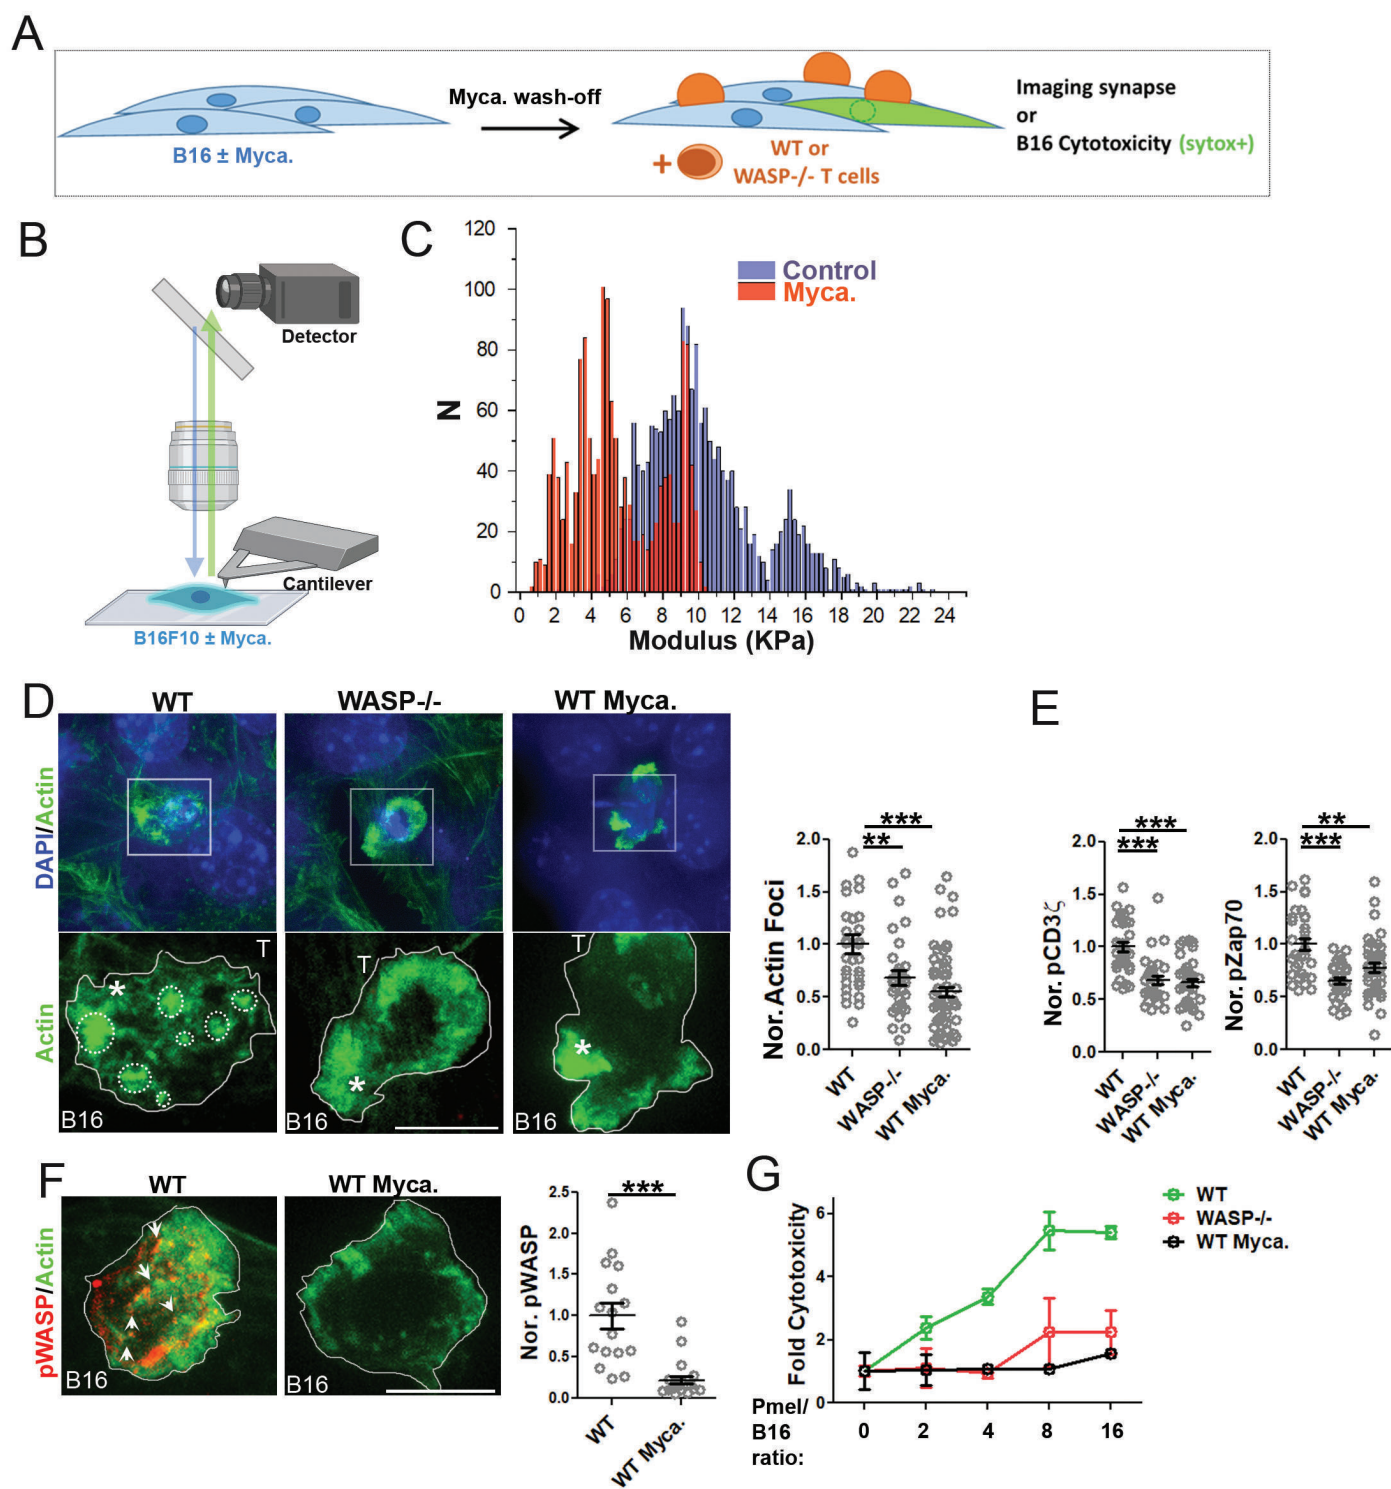 A
B16 ± Myca.
Myca. wash-off
+
WT or
WASP-/- T cells
Imaging synapse
or
B16 Cytotoxicity (sytox+)
B
Detector
Cantilever
B16F10 ± Myca.
C
120
100
80
60
40
20
0
N
Control
Myca.
0 2 4 6 8 10 12 14 16 18 20 22 24
Modulus (KPa)
D
WT
WASP-/-
WT Myca.
DAPI/Actin
Actin
T
*
B16
T
*
B16
T
*
B16
Nor. Actin Foci
2.0
1.5
1.0
0.5
0.0
***
**
WT
WASP-/-
WT Myca.
E
Nor. pCD3ζ
2.0
1.5
1.0
0.5
0.0
***
***
WT
WASP-/-
WT Myca.
Nor. pZap70
2.0
1.5
1.0
0.5
0.0
**
***
WT
WASP-/-
WT Myca.
F
WT
WT Myca.
pWASP/Actin
B16
B16
Nor. pWASP
2.5
2.0
1.5
1.0
0.5
0.0
***
WT
WT Myca.
G
Fold Cytotoxicity
6
4
2
0
WT
WASP-/-
WT Myca.
Pmel/
B16
ratio:
0 2 4 8 16